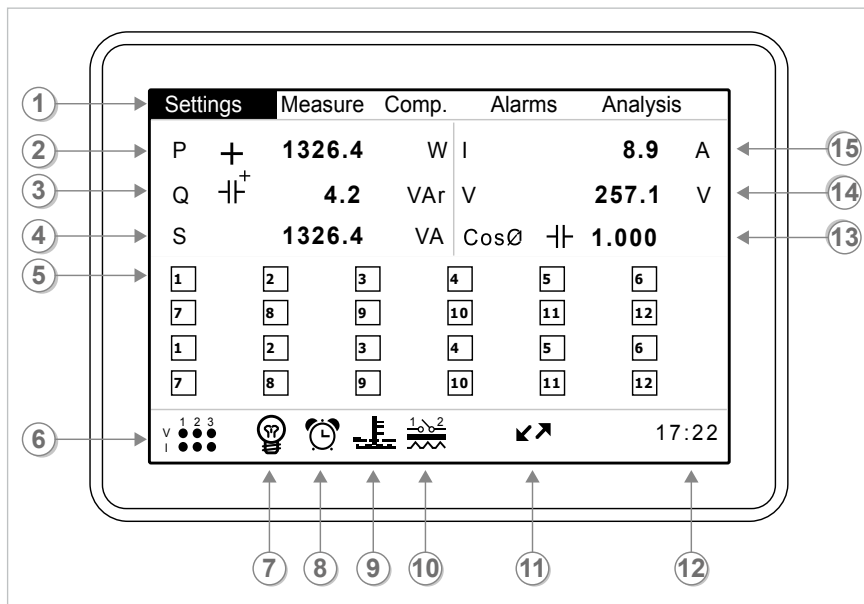 Settings Measure Comp. Alarms Analysis
P + 1326.4 W I 8.9 A
Q + 4.2 VAr V 257.1 V
S 1326.4 VA CosØ 1.000
1 2 3 4 5 6
7 8 9 10 11 12
1 2 3 4 5 6
7 8 9 10 11 12
1 2 3
V
I
1 2
17:22
1
2
3
4
5
6
7
8
9
10
11
12
13
14
15